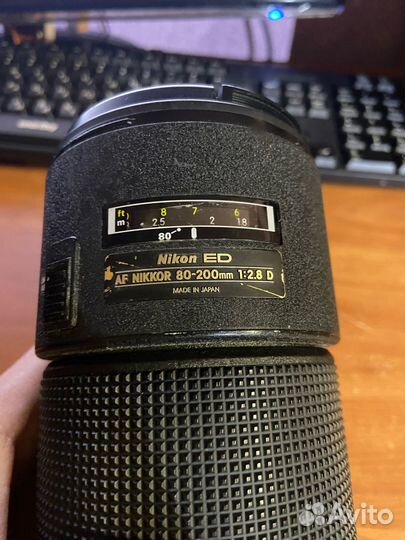 ft 8 7 6
m 2.5 2 1.8
80
Nikon ED
AF NIKKOR 80-200mm 1:2.8 D
MADE IN JAPAN
Avito